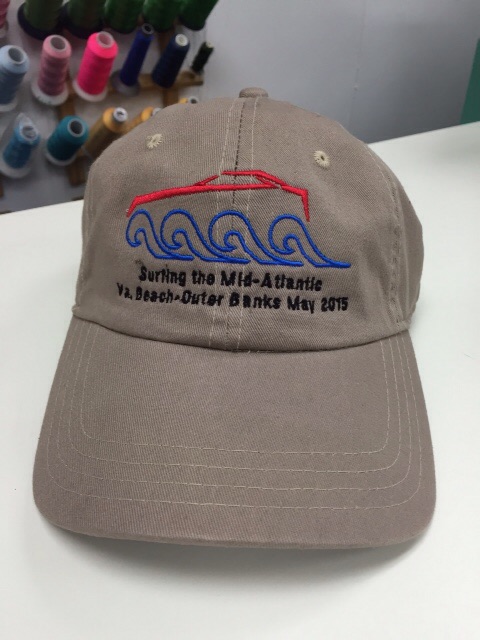 Surfing the Mid-Atlantic
Va. Beach-Outer Banks May 2015